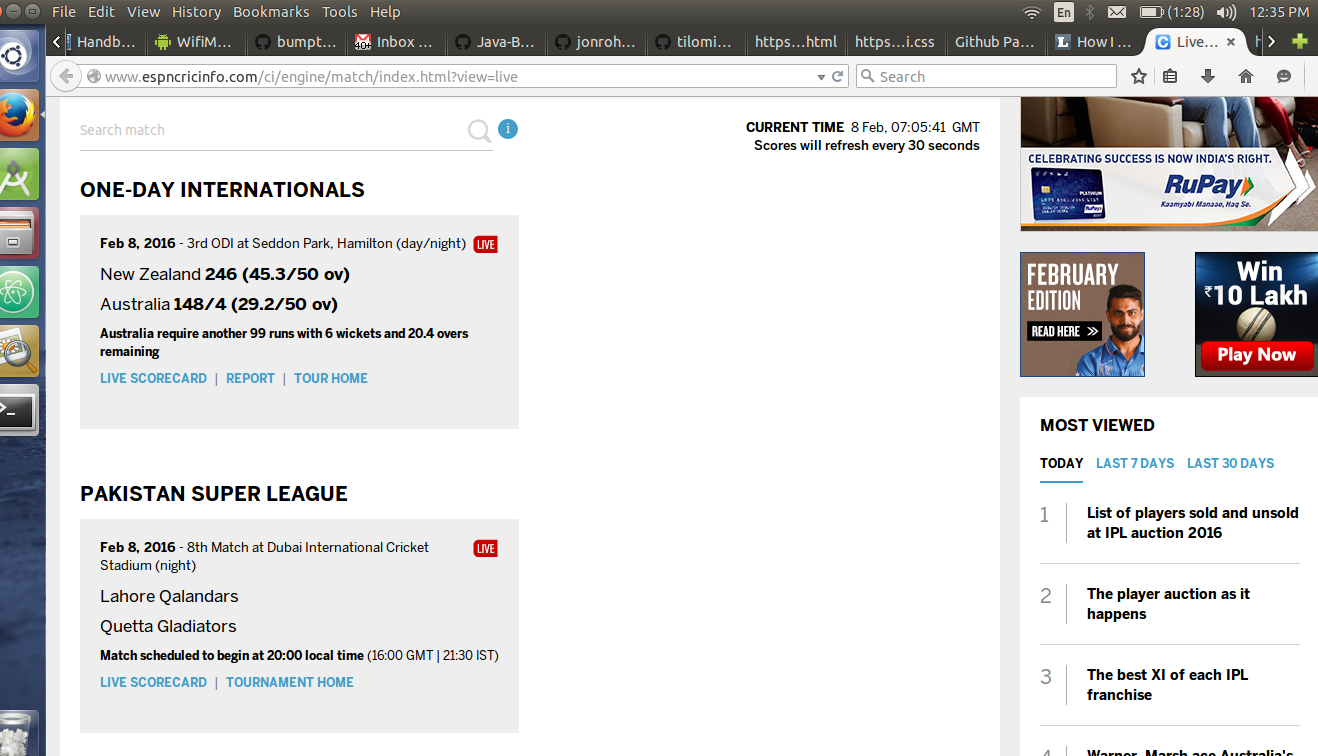 File Edit View History Bookmarks Tools Help
En (1:28) 12:35 PM
Handb... WifiM... bumpt... 40+ Inbox ... Java-B... jonroh... tilomi... https...html https...i.css Github Pa... L How I ... C Live... ×
www.espncricinfo.com/ci/engine/match/index.html?view=live
Search
Search match
i
CURRENT TIME 8 Feb, 07:05:41 GMT
Scores will refresh every 30 seconds
ONE-DAY INTERNATIONALS
Feb 8, 2016 - 3rd ODI at Seddon Park, Hamilton (day/night) LIVE
New Zealand 246 (45.3/50 ov)
Australia 148/4 (29.2/50 ov)
Australia require another 99 runs with 6 wickets and 20.4 overs
remaining
LIVE SCORECARD | REPORT | TOUR HOME
PAKISTAN SUPER LEAGUE
Feb 8, 2016 - 8th Match at Dubai International Cricket
Stadium (night)
LIVE
Lahore Qalandars
Quetta Gladiators
Match scheduled to begin at 20:00 local time (16:00 GMT | 21:30 IST)
LIVE SCORECARD | TOURNAMENT HOME
CELEBRATING SUCCESS IS NOW INDIA'S RIGHT.
PLATINUM
RuPay
RuPay
Kaamyabi Manaao, Haq Se.
FEBRUARY
EDITION
READ HERE »
Win
₹10 Lakh
Play Now
MOST VIEWED
TODAY LAST 7 DAYS LAST 30 DAYS
1 List of players sold and unsold
at IPL auction 2016
2 The player auction as it
happens
3 The best XI of each IPL
franchise
4 Warner, Marsh ace Australia's